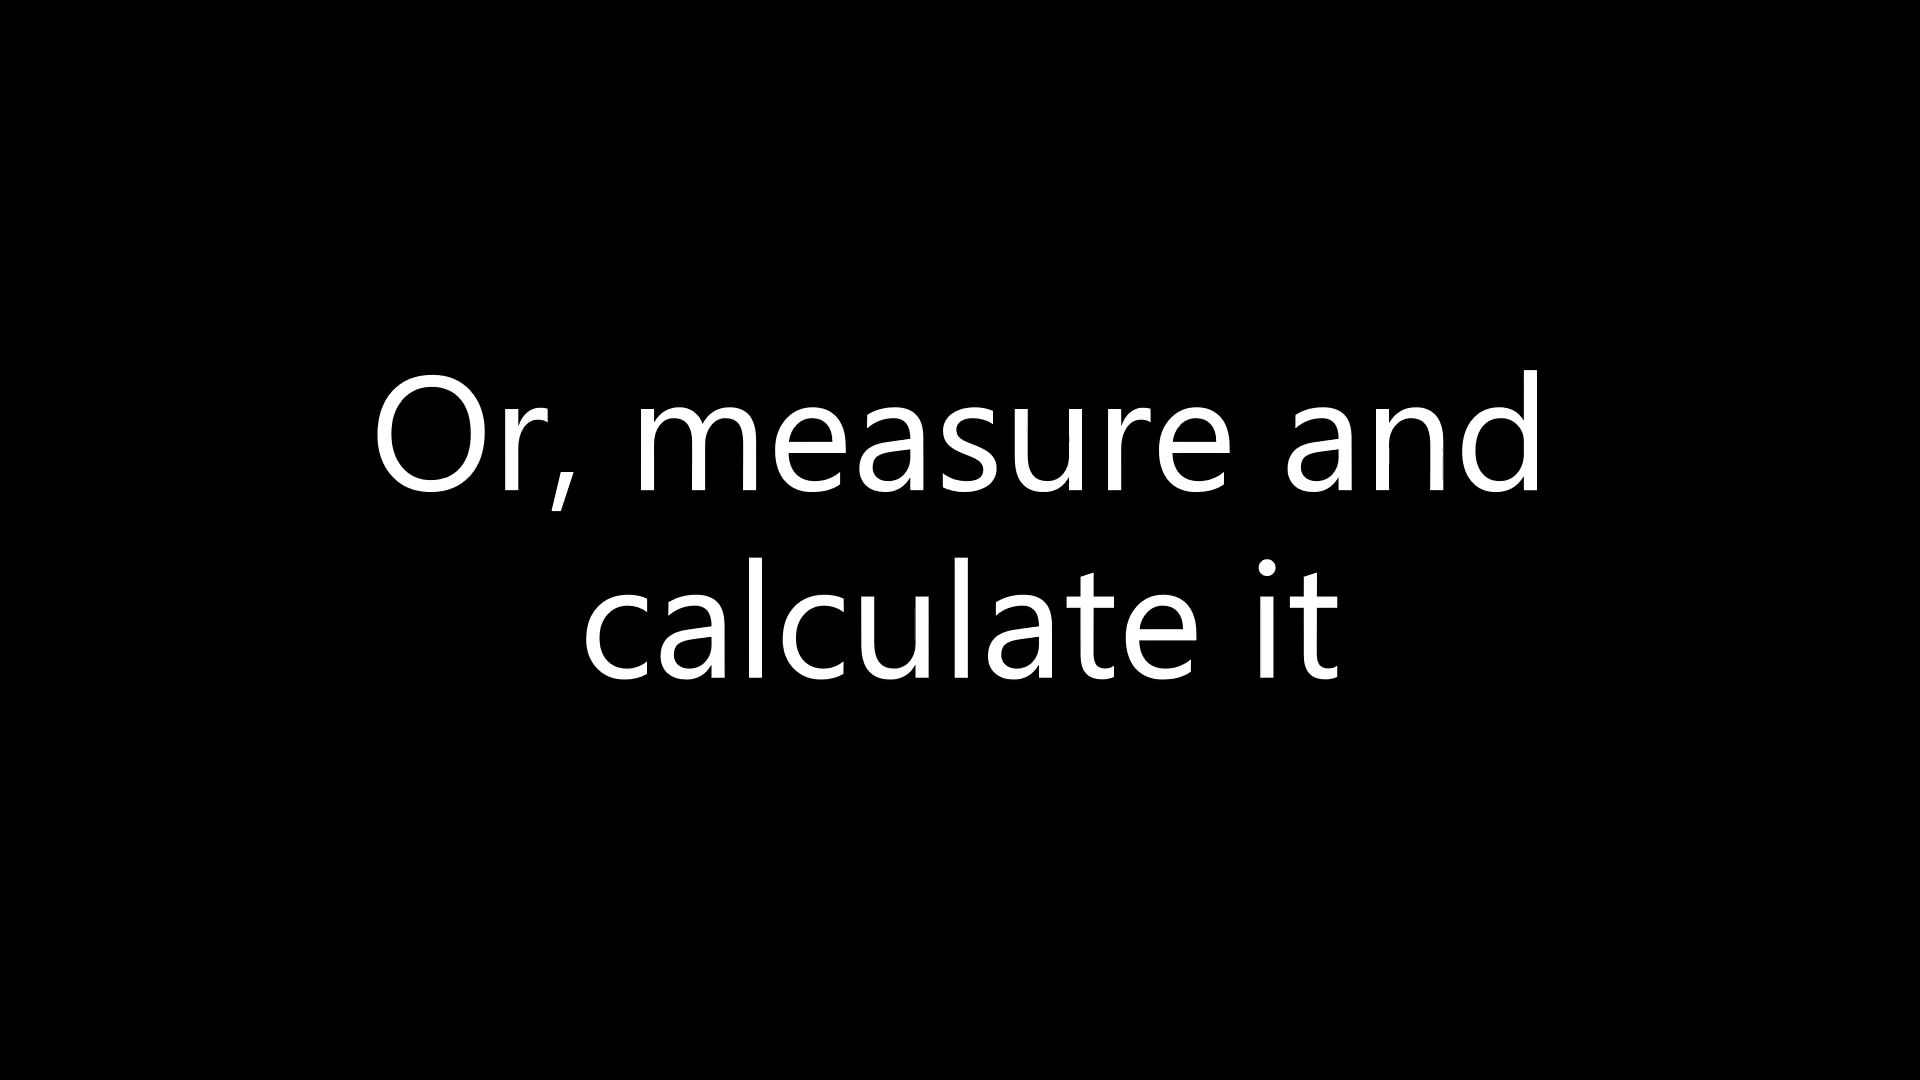 Or, measure and
calculate it